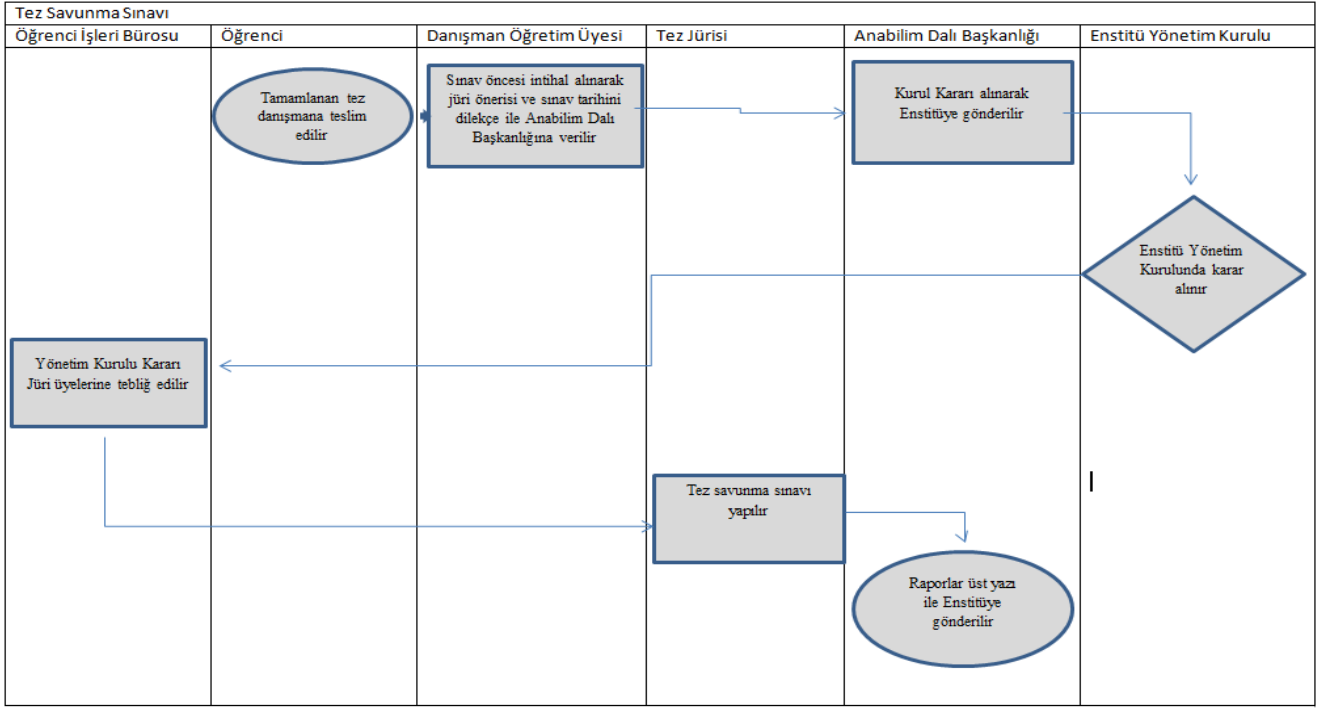 Tez Savunma Sınavı
Öğrenci İşleri Bürosu
Öğrenci
Danışman Öğretim Üyesi
Tez Jürisi
Anabilim Dalı Başkanlığı
Enstitü Yönetim Kurulu
Tamamlanan tez
danışmana teslim
edilir
Sınav öncesi intihal alınarak
jüri önerisi ve sınav tarihini
dilekçe ile Anabilim Dalı
Başkanlığına verilir
Kurul Kararı alınarak
Enstitüye gönderilir
Enstitü Yönetim
Kurulunda karar
alınır
Yönetim Kurulu Kararı
Jüri üyelerine tebliğ edilir
Tez savunma sınavı
yapılır
Raporlar üst yazı
ile Enstitüye
gönderilir